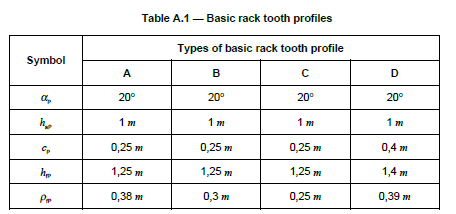 Table A.1 — Basic rack tooth profiles
Symbol
Types of basic rack tooth profile
A B C D
αP 20° 20° 20° 20°
haP 1 m 1 m 1 m 1 m
cP 0,25 m 0,25 m 0,25 m 0,4 m
hfP 1,25 m 1,25 m 1,25 m 1,4 m
ρfP 0,38 m 0,3 m 0,25 m 0,39 m